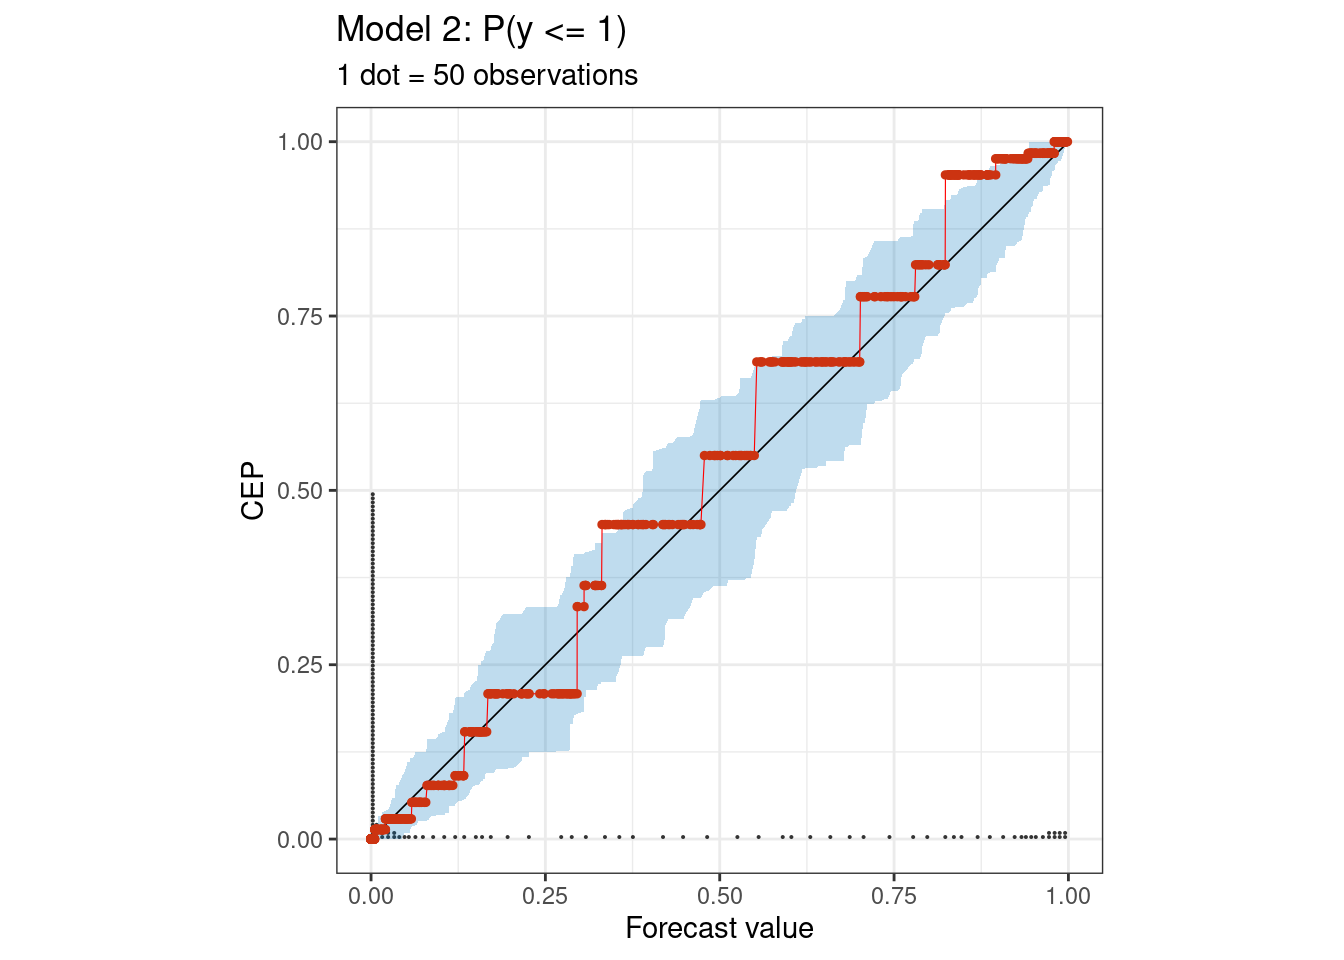 Model 2: P(y <= 1)
1 dot = 50 observations
1.00
0.75
0.50
0.25
0.00
CEP
0.00 0.25 0.50 0.75 1.00
Forecast value